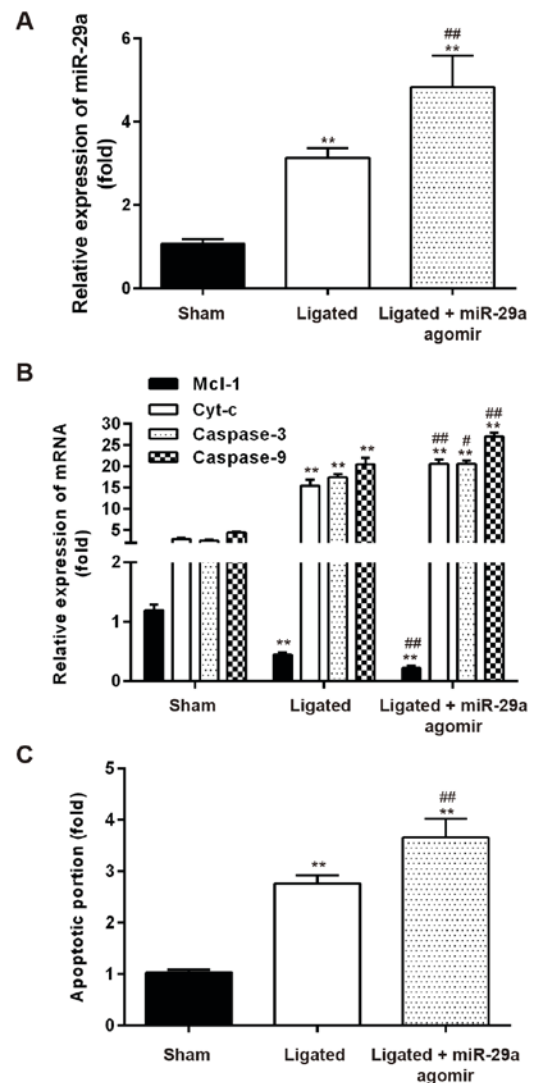 A
Relative expression of miR-29a
(fold)
6
4
2
0
**
##
**
Sham
Ligated
Ligated + miR-29a
agomir
B
Mcl-1
Cyt-c
Caspase-3
Caspase-9
Relative expression of mRNA
(fold)
30
25
20
15
10
5
2
1
0
**
**
**
**
##
**
##
**
#
**
##
**
Sham
Ligated
Ligated + miR-29a
agomir
C
Apoptotic portion (fold)
5
4
3
2
1
0
**
##
**
Sham
Ligated
Ligated + miR-29a
agomir